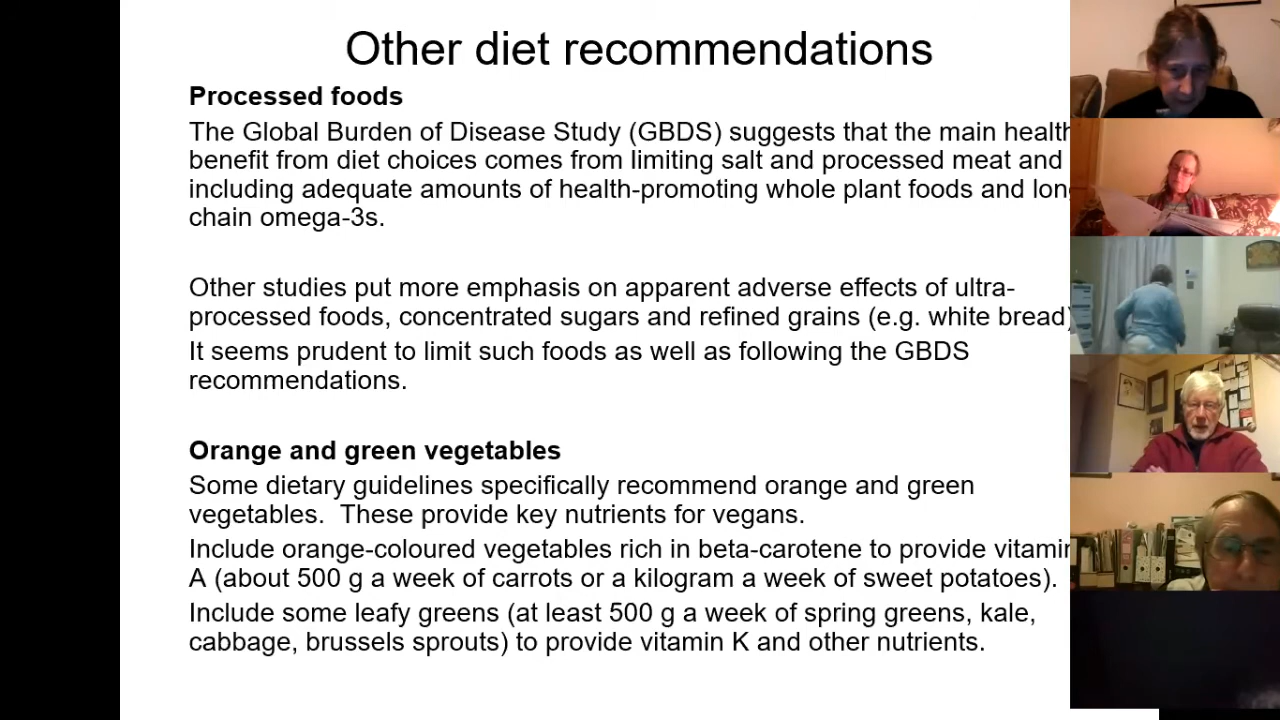 Other diet recommendations
Processed foods
The Global Burden of Disease Study (GBDS) suggests that the main health
benefit from diet choices comes from limiting salt and processed meat and
including adequate amounts of health-promoting whole plant foods and lon
chain omega-3s.
Other studies put more emphasis on apparent adverse effects of ultra-
processed foods, concentrated sugars and refined grains (e.g. white bread)
It seems prudent to limit such foods as well as following the GBDS
recommendations.
Orange and green vegetables
Some dietary guidelines specifically recommend orange and green
vegetables.  These provide key nutrients for vegans.
Include orange-coloured vegetables rich in beta-carotene to provide vitamin
A (about 500 g a week of carrots or a kilogram a week of sweet potatoes).
Include some leafy greens (at least 500 g a week of spring greens, kale,
cabbage, brussels sprouts) to provide vitamin K and other nutrients.